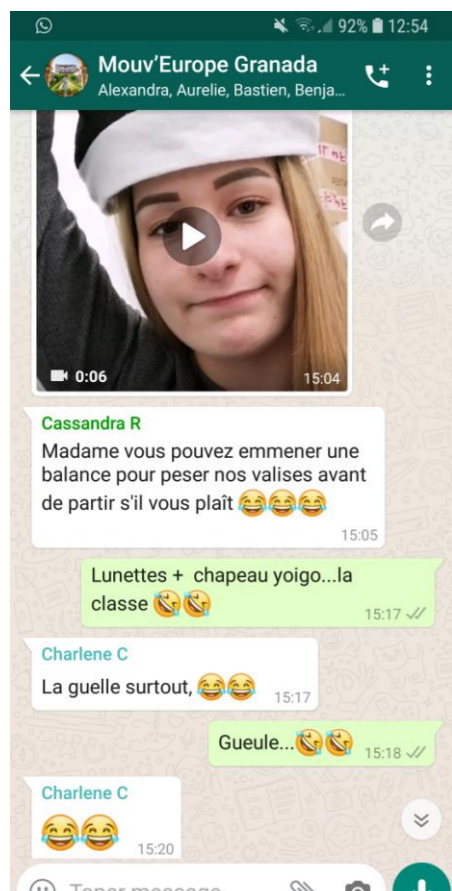 92% 12:54
Mouv'Europe Granada
Alexandra, Aurelie, Bastien, Benja...
0:06
15:04
Cassandra R
Madame vous pouvez emmener une
balance pour peser nos valises avant
de partir s'il vous plaît 😂😂😂
15:05
Lunettes + chapeau yoigo...la
classe 🤣🤣
15:17
Charlene C
La guelle surtout, 😂😂
15:17
Gueule...🤣🤣
15:18
Charlene C
😂😂
15:20
Taper message